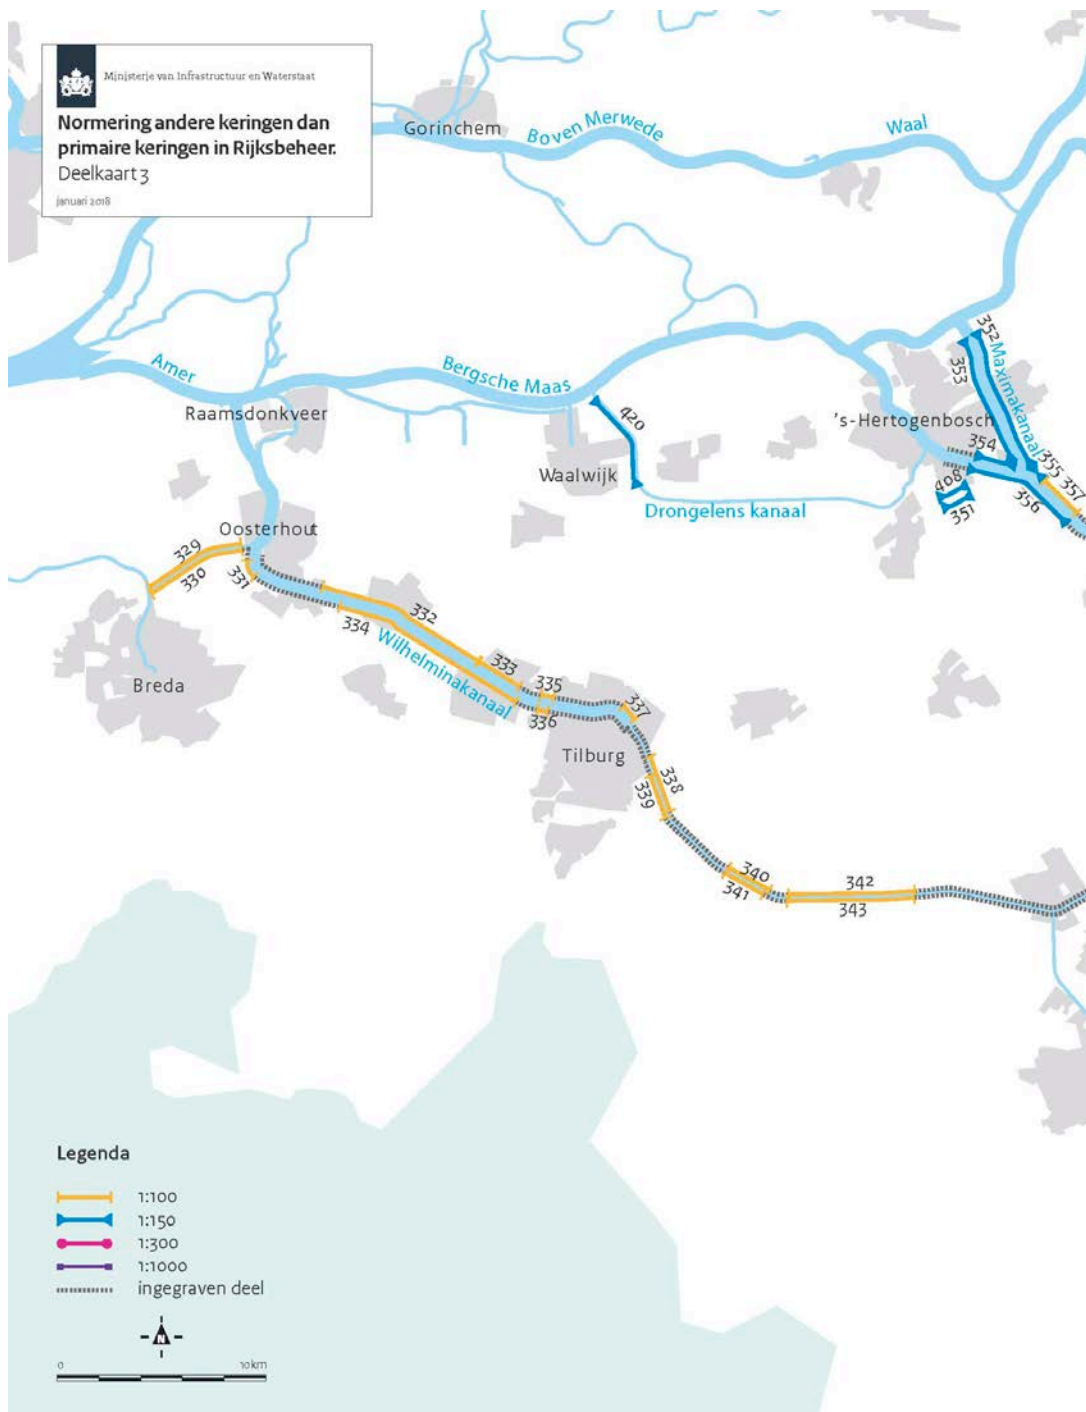 Ministerie van Infrastructuur en Waterstaat
Normering andere keringen dan
primaire keringen in Rijksbeheer.
Deelkaart 3
januari 2018
Gorinchem
Boven Merwede
Waal
Amer
Bergsche Maas
Raamsdonkveer
352
353
Maximakanaal
's-Hertogenbosch
420
354
355
357
408
351
356
Waalwijk
Drongelens kanaal
Oosterhout
329
330
331
332
334
Wilhelminakanaal
333
335
336
337
Breda
Tilburg
338
339
340
341
342
343
Legenda
1:100
1:150
1:300
1:1000
ingegraven deel
N
0 10km